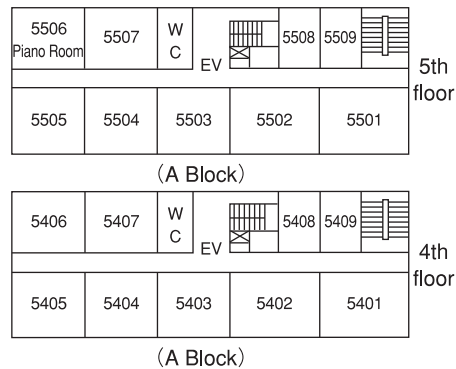 5506
Piano Room
5507
W
C
EV
5508
5509
5th
floor
5505
5504
5503
5502
5501
(A Block)
5406
5407
W
C
EV
5408
5409
4th
floor
5405
5404
5403
5402
5401
(A Block)